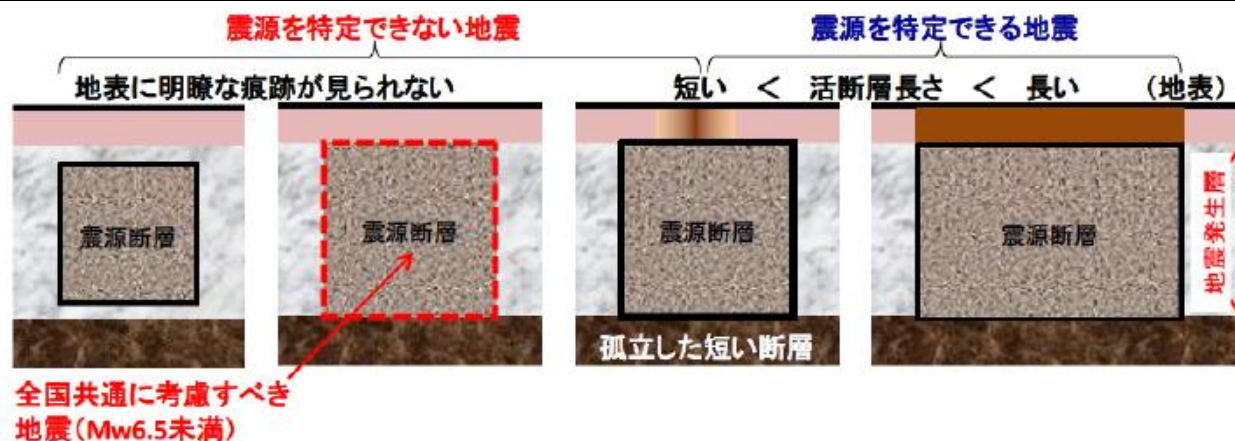 震源を特定できない地震
震源を特定できる地震
地表に明瞭な痕跡が見られない
短い < 活断層長さ < 長い (地表)
震源断層
震源断層
震源断層
震源断層
地震発生層
孤立した短い断層
全国共通に考慮すべき
地震(Mw6.5未満)